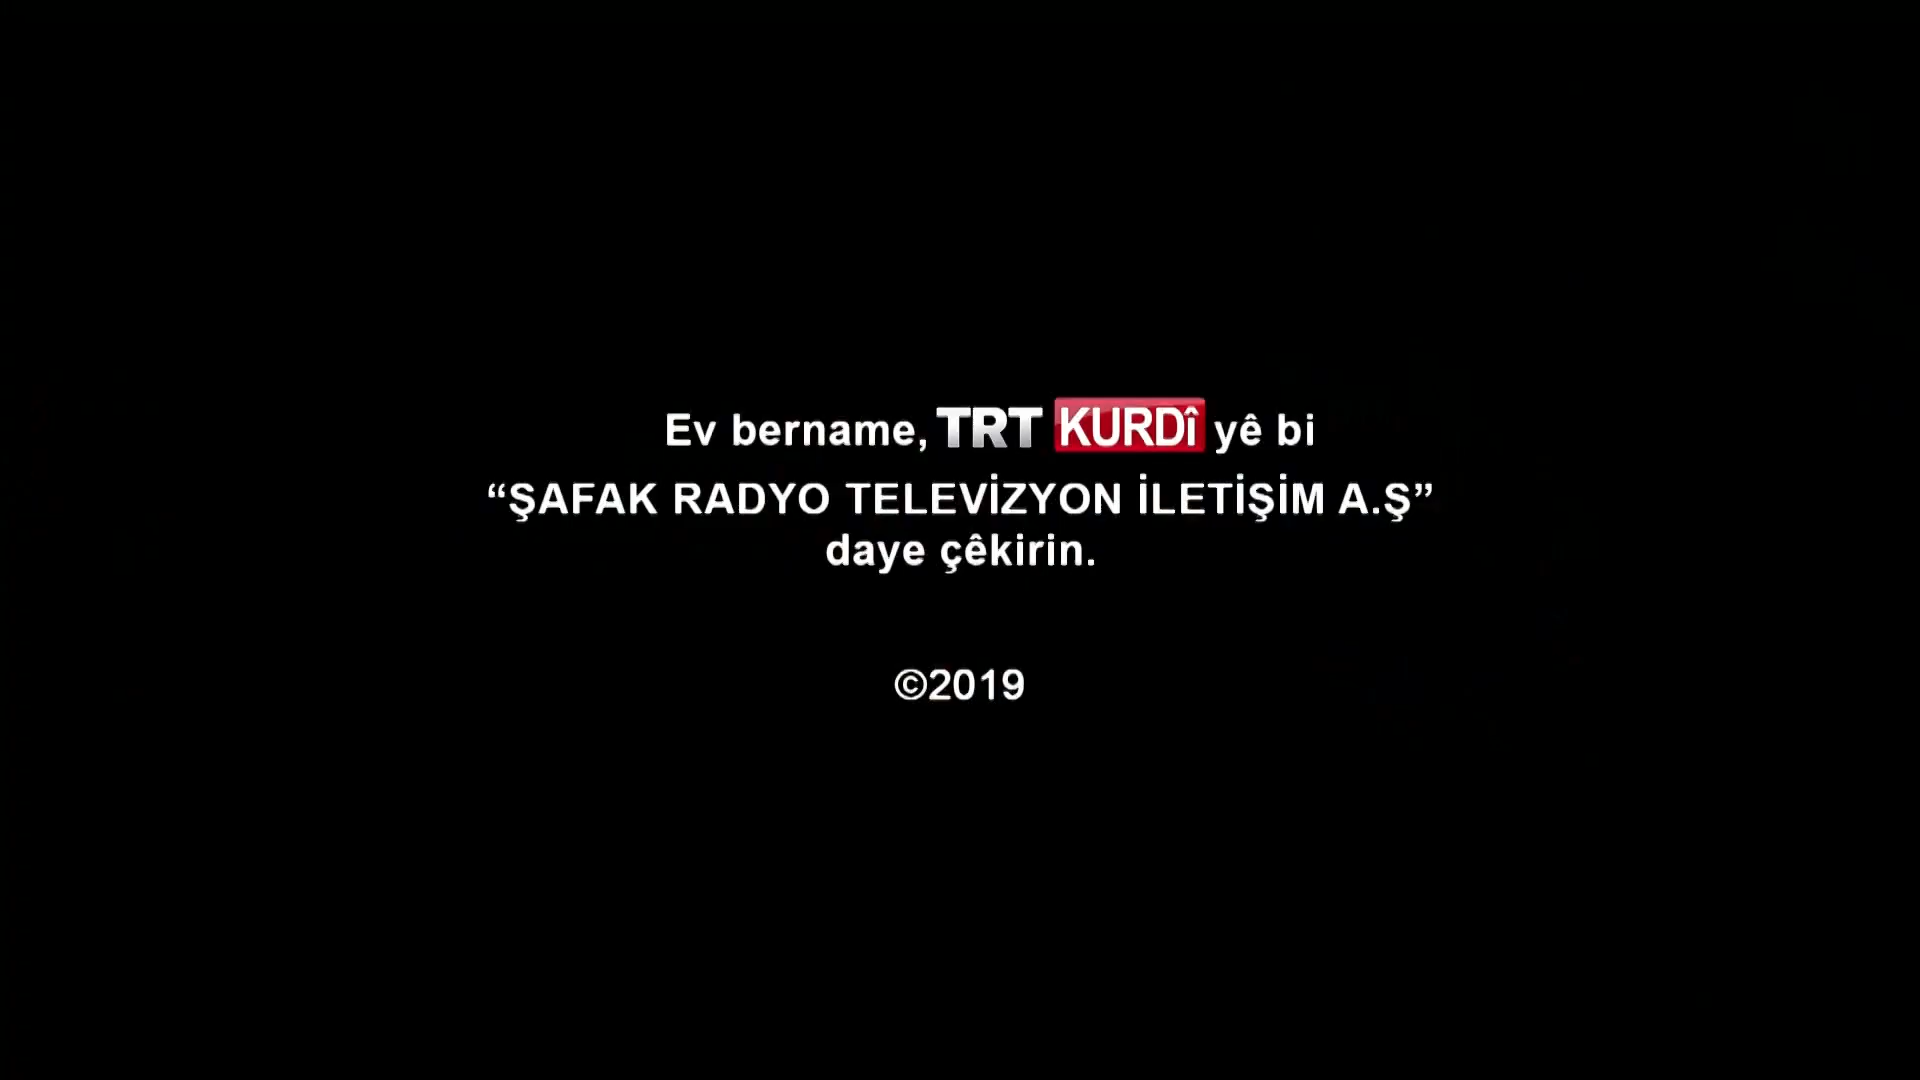 Ev bername, TRT KURDî yê bi
“ŞAFAK RADYO TELEVİZYON İLETİŞİM A.Ş”
daye çêkirin.
©2019